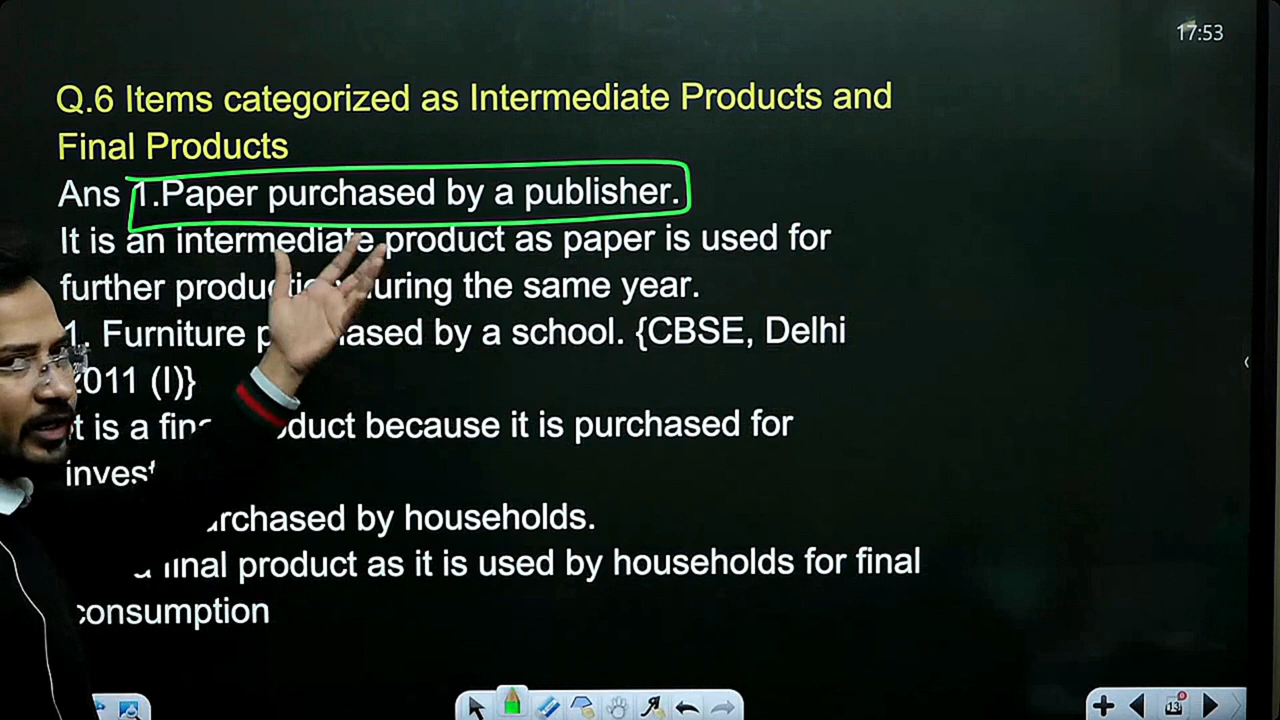 17:53
Q.6 Items categorized as Intermediate Products and
Final Products
Ans 1.Paper purchased by a publisher.
It is an intermediate product as paper is used for
further during the same year.
1. Furniture purchased by a school. {CBSE, Delhi
2011 (I)}
It is a final product because it is purchased for
purchased by households.
a final product as it is used by households for final
consumption
13